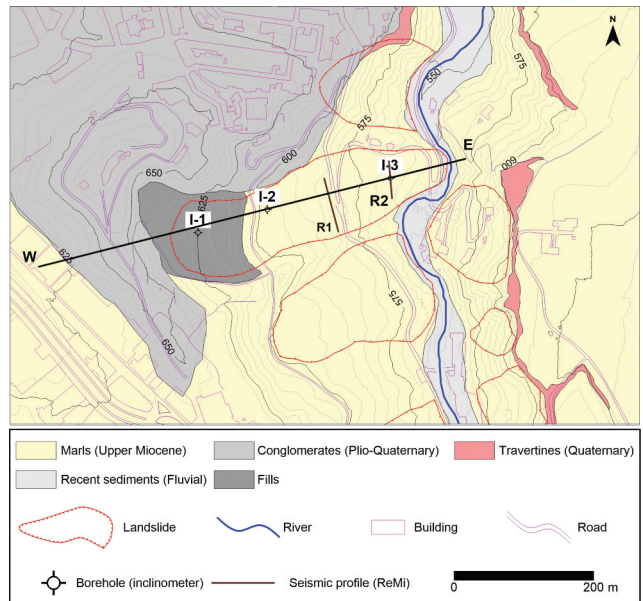 N
575
550
575
E
600
600
650
I-3
I-2
625
I-1
R2
R1
W
625
575
650
Marls (Upper Miocene)
Conglomerates (Plio-Quaternary)
Travertines (Quaternary)
Recent sediments (Fluvial)
Fills
Landslide
River
Building
Road
Borehole (inclinometer)
Seismic profile (ReMi)
0
200 m